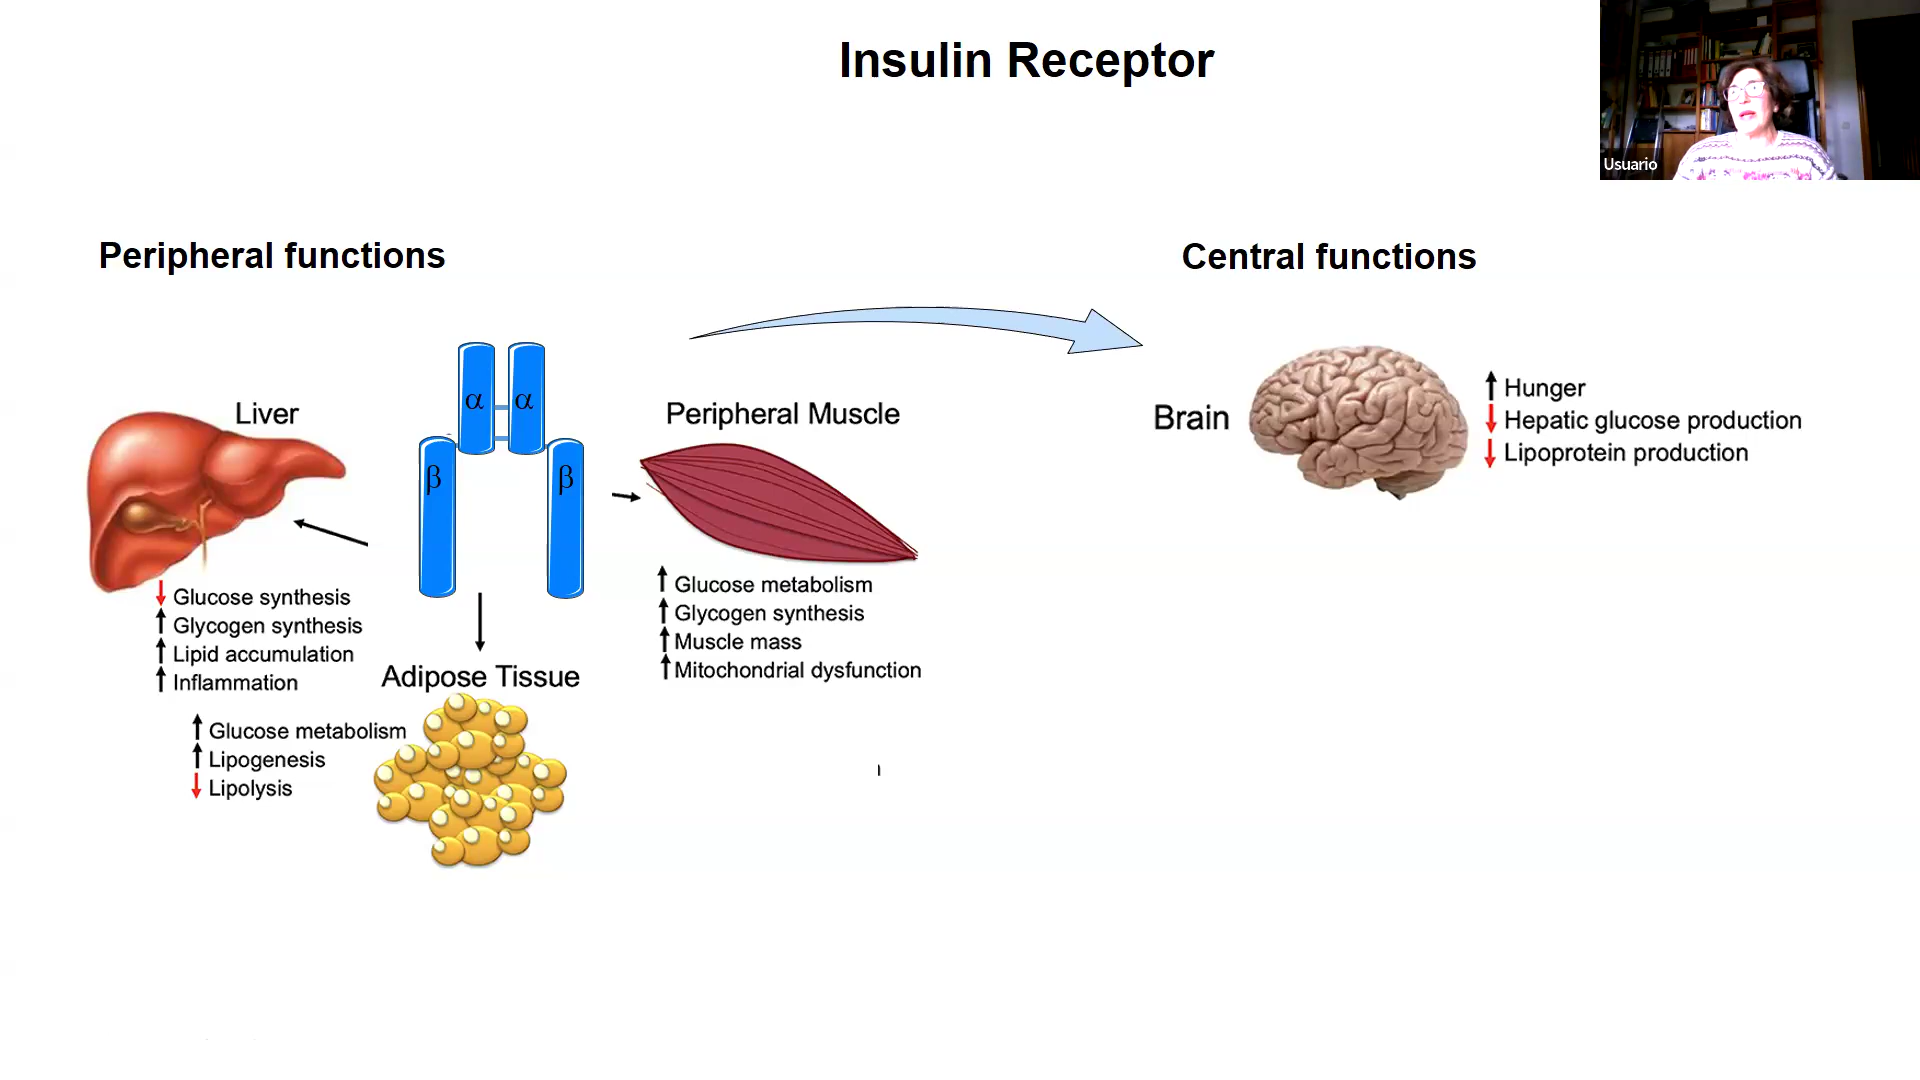 Insulin Receptor
Usuario
Peripheral functions
Central functions
Liver
α α
β β
Peripheral Muscle
Brain
↑ Hunger
↓ Hepatic glucose production
↓ Lipoprotein production
↓ Glucose synthesis
↑ Glycogen synthesis
↑ Lipid accumulation
↑ Inflammation
↑ Glucose metabolism
↑ Glycogen synthesis
↑ Muscle mass
↑ Mitochondrial dysfunction
Adipose Tissue
↑ Glucose metabolism
↑ Lipogenesis
↓ Lipolysis